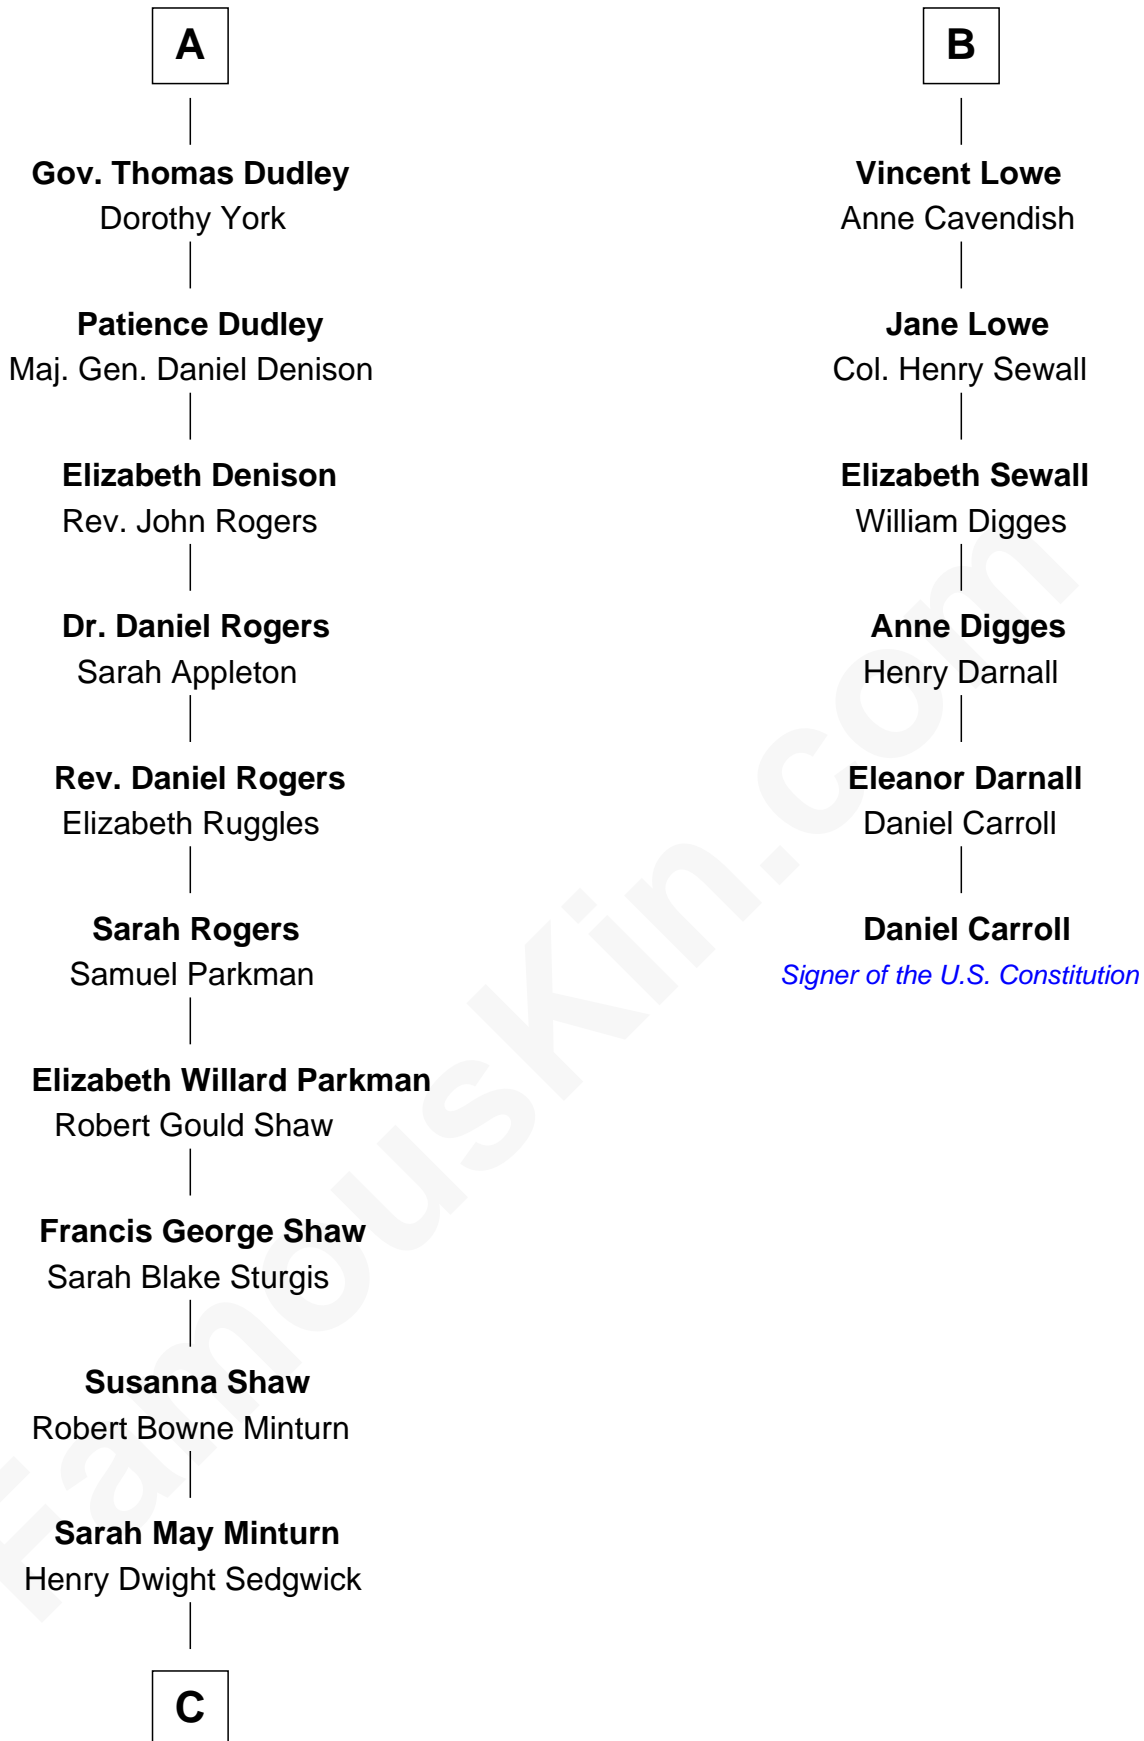 A
Gov. Thomas Dudley
Dorothy York
Patience Dudley
Maj. Gen. Daniel Denison
Elizabeth Denison
Rev. John Rogers
Dr. Daniel Rogers
Sarah Appleton
Rev. Daniel Rogers
Elizabeth Ruggles
Sarah Rogers
Samuel Parkman
Elizabeth Willard Parkman
Robert Gould Shaw
Francis George Shaw
Sarah Blake Sturgis
Susanna Shaw
Robert Bowne Minturn
Sarah May Minturn
Henry Dwight Sedgwick
C
B
Vincent Lowe
Anne Cavendish
Jane Lowe
Col. Henry Sewall
Elizabeth Sewall
William Digges
Anne Digges
Henry Darnall
Eleanor Darnall
Daniel Carroll
Daniel Carroll
Signer of the U.S. Constitution
FamousKin.com